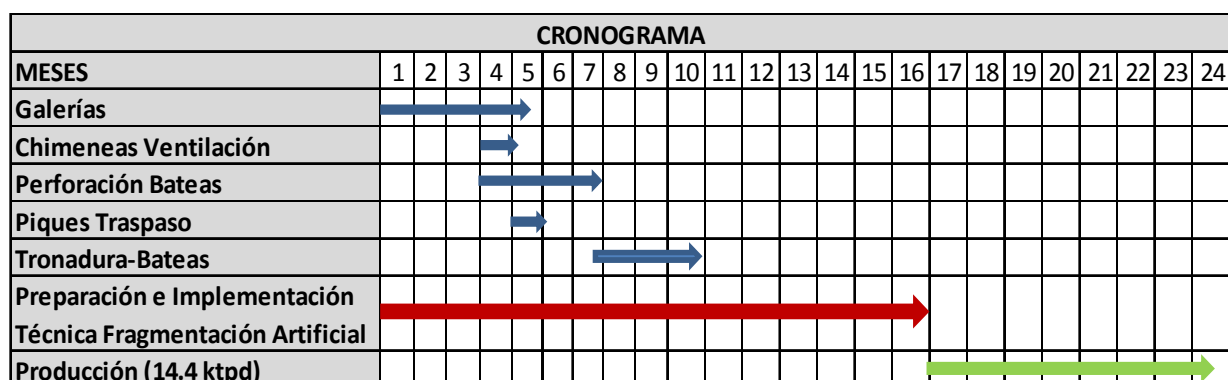 CRONOGRAMA
MESES 1 2 3 4 5 6 7 8 9 10 11 12 13 14 15 16 17 18 19 20 21 22 23 24
Galerías
Chimeneas Ventilación
Perforación Bateas
Piques Traspaso
Tronadura-Bateas
Preparación e Implementación
Técnica Fragmentación Artificial
Producción (14.4 ktpd)